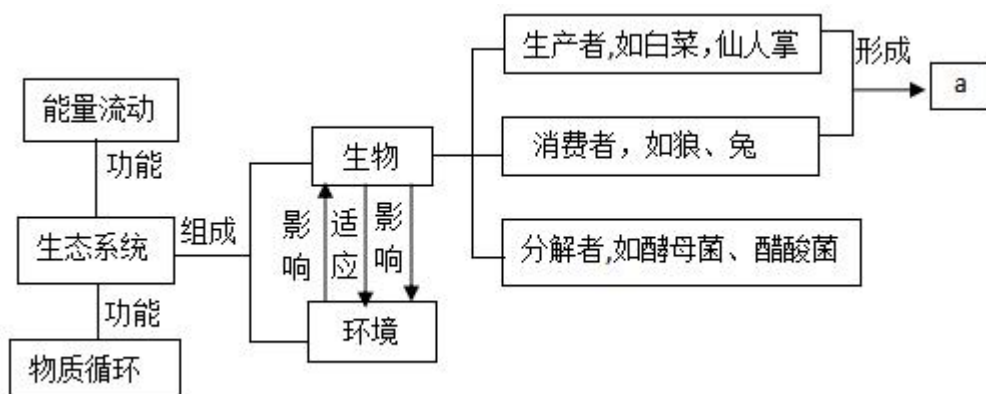 能量流动
功能
生态系统
功能
物质循环
组成
生物
影响
适应
影响
环境
生产者,如白菜，仙人掌
消费者，如狼、兔
分解者,如酵母菌、醋酸菌
形成
a